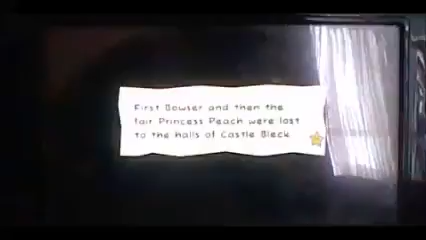 First Bowser and then the
fair Princess Peach were lost
to the halls of Castle Bleck